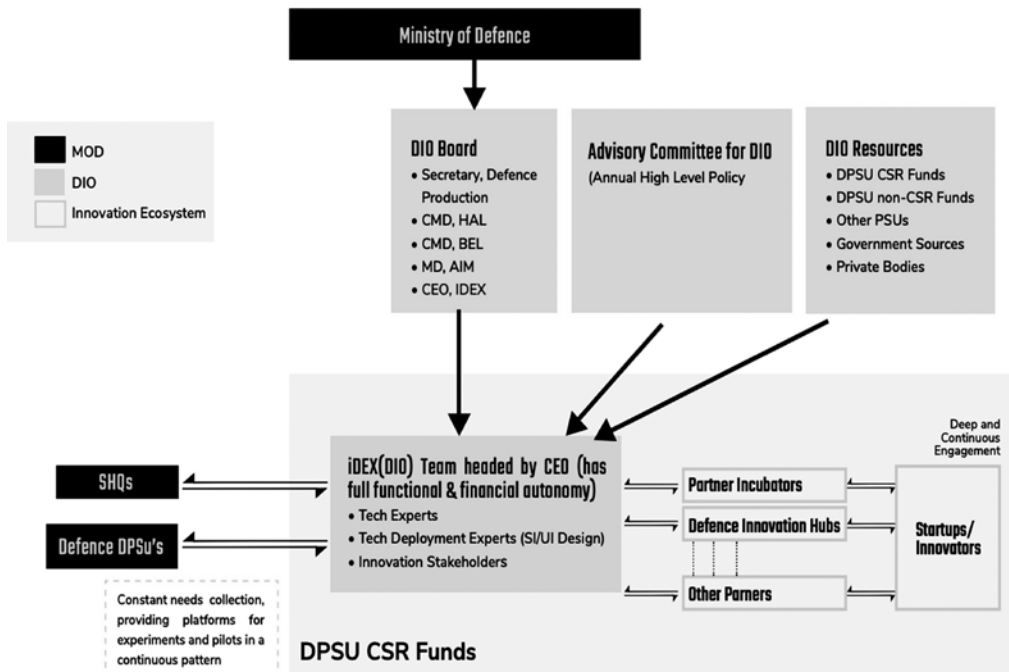 Ministry of Defence
MOD
DIO
Innovation Ecosystem
DIO Board
• Secretary, Defence
Production
• CMD, HAL
• CMD, BEL
• MD, AIM
• CEO, IDEX
Advisory Committee for DIO
(Annual High Level Policy
DIO Resources
• DPSU CSR Funds
• DPSU non-CSR Funds
• Other PSUs
• Government Sources
• Private Bodies
SHQs
Defence DPSu's
Constant needs collection,
providing platforms for
experiments and pilots in a
continuous pattern
iDEX(DIO) Team headed by CEO (has
full functional & financial autonomy)
• Tech Experts
• Tech Deployment Experts (SI/UI Design)
• Innovation Stakeholders
Partner Incubators
Defence Innovation Hubs
Other Parners
Deep and
Continuous
Engagement
Startups/
Innovators
DPSU CSR Funds